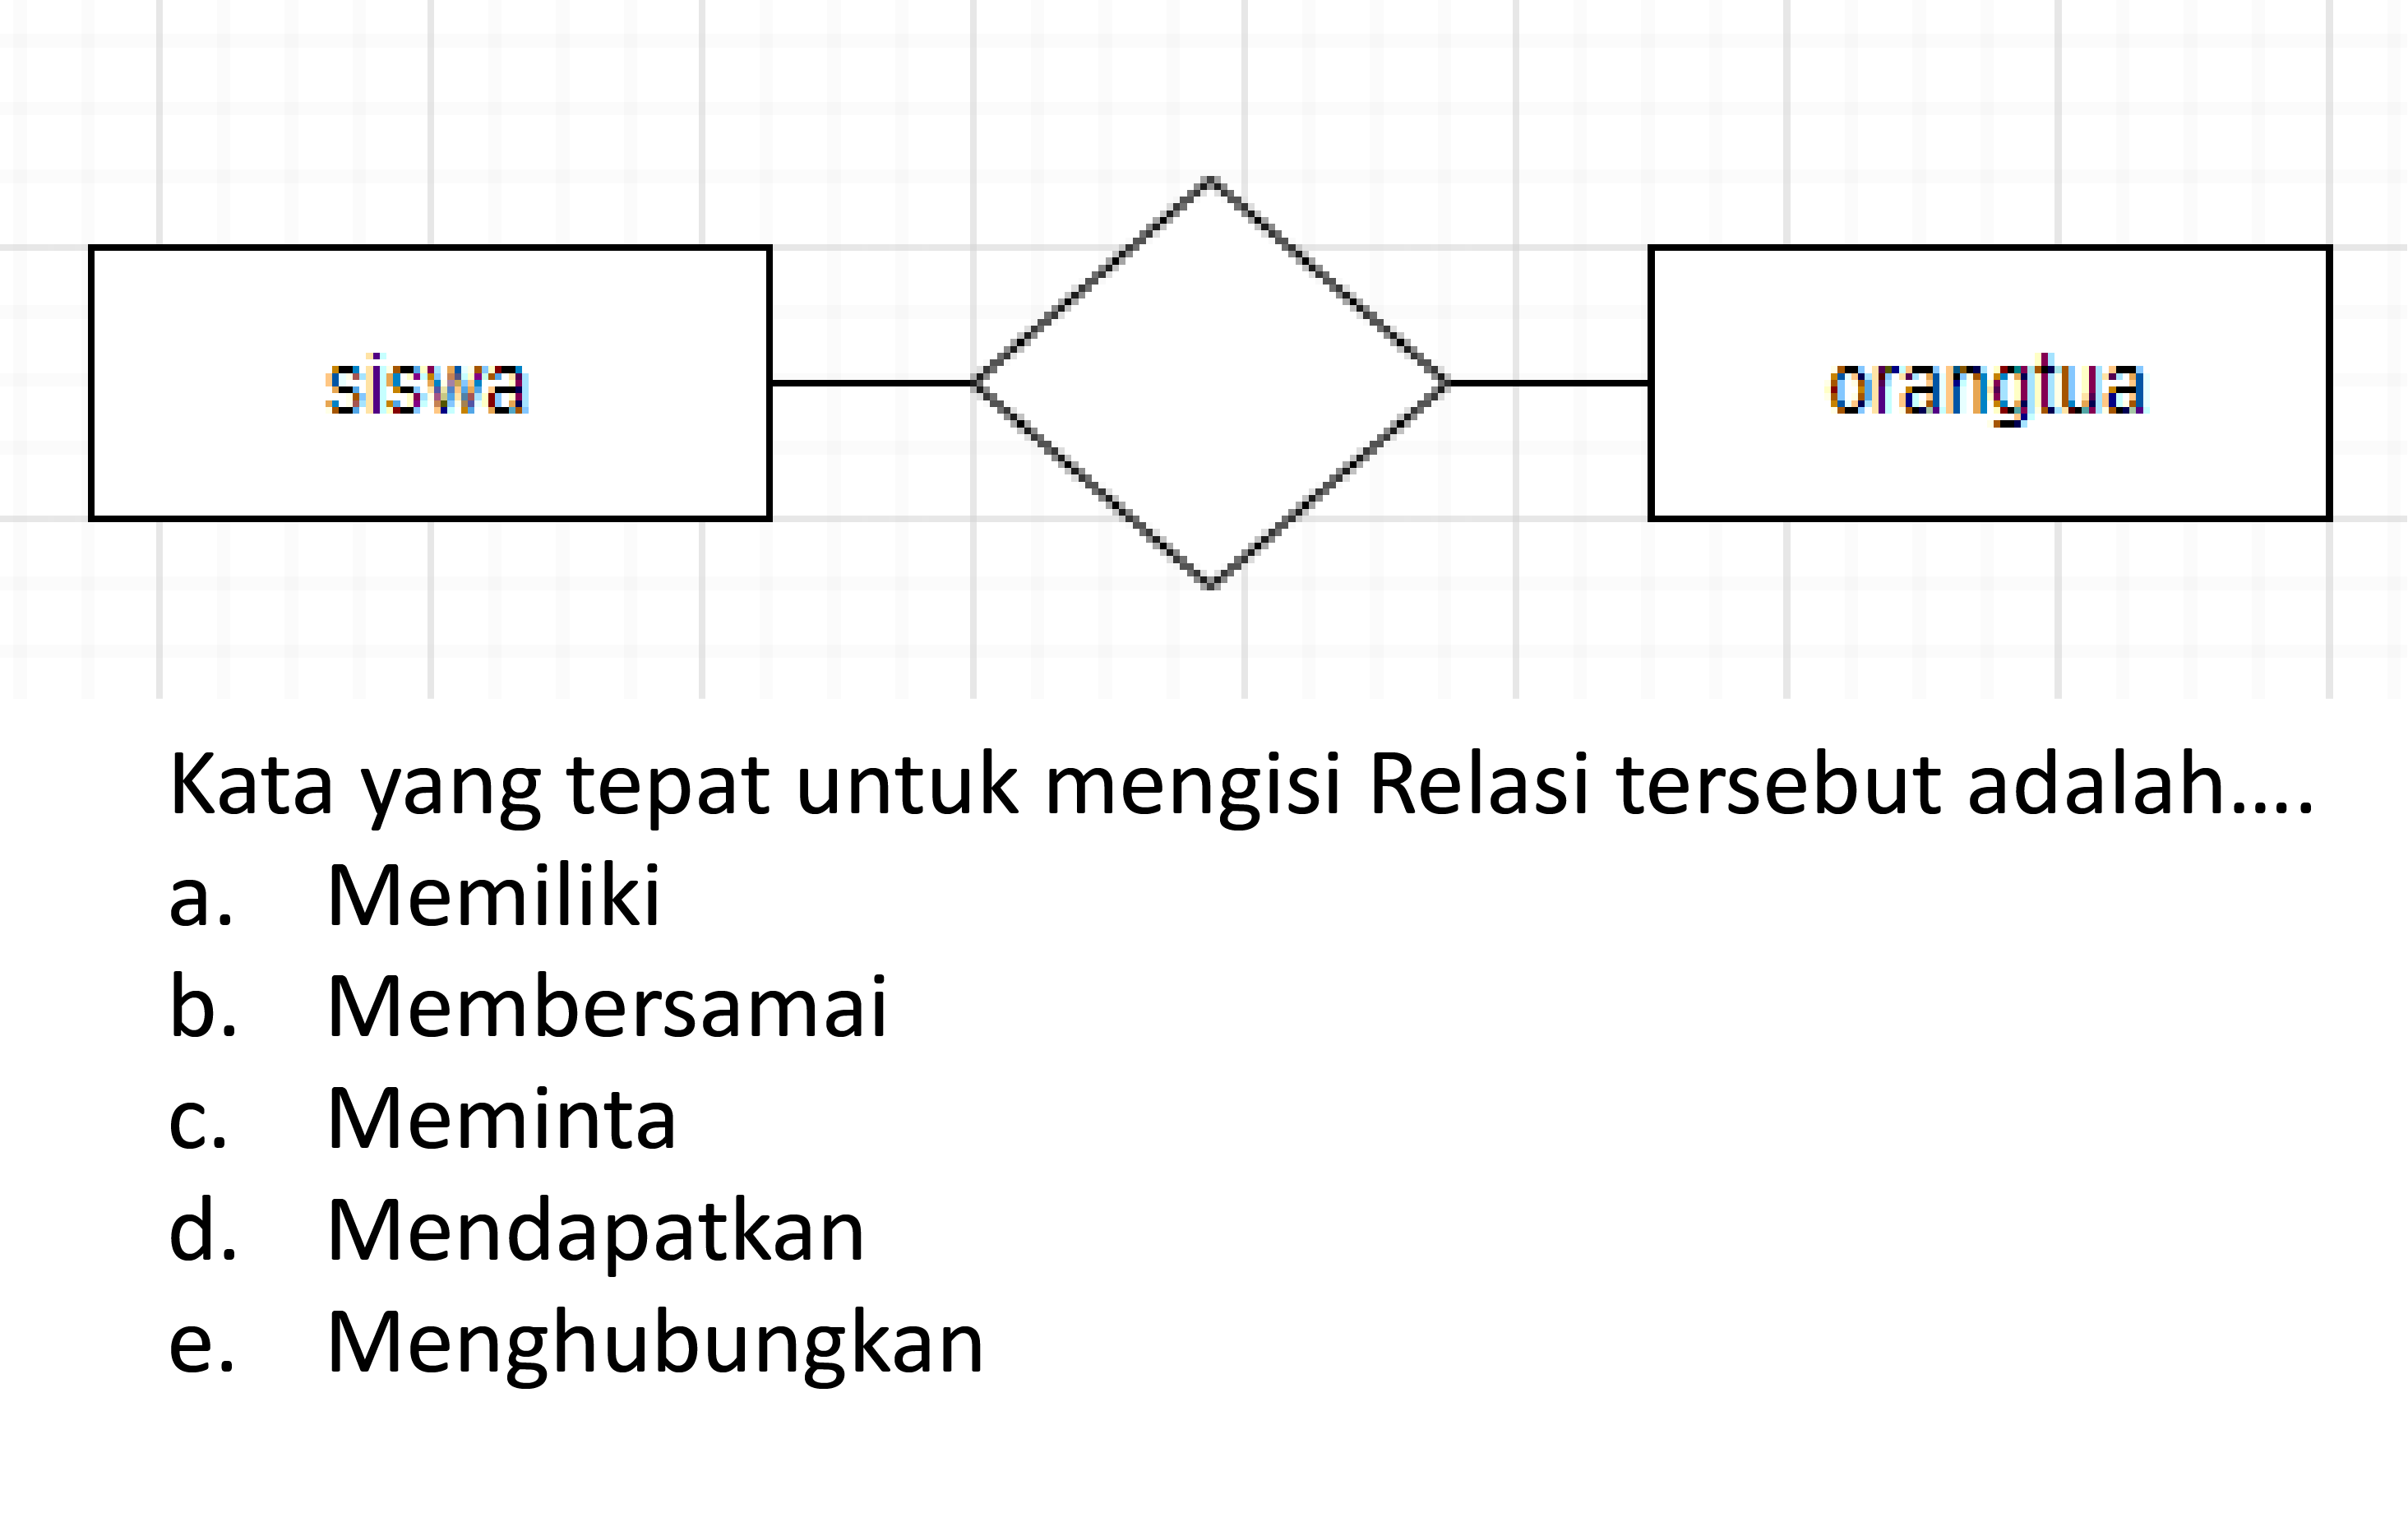 siswa
orangtua
Kata yang tepat untuk mengisi Relasi tersebut adalah....
a. Memiliki
b. Membersamai
c. Meminta
d. Mendapatkan
e. Menghubungkan